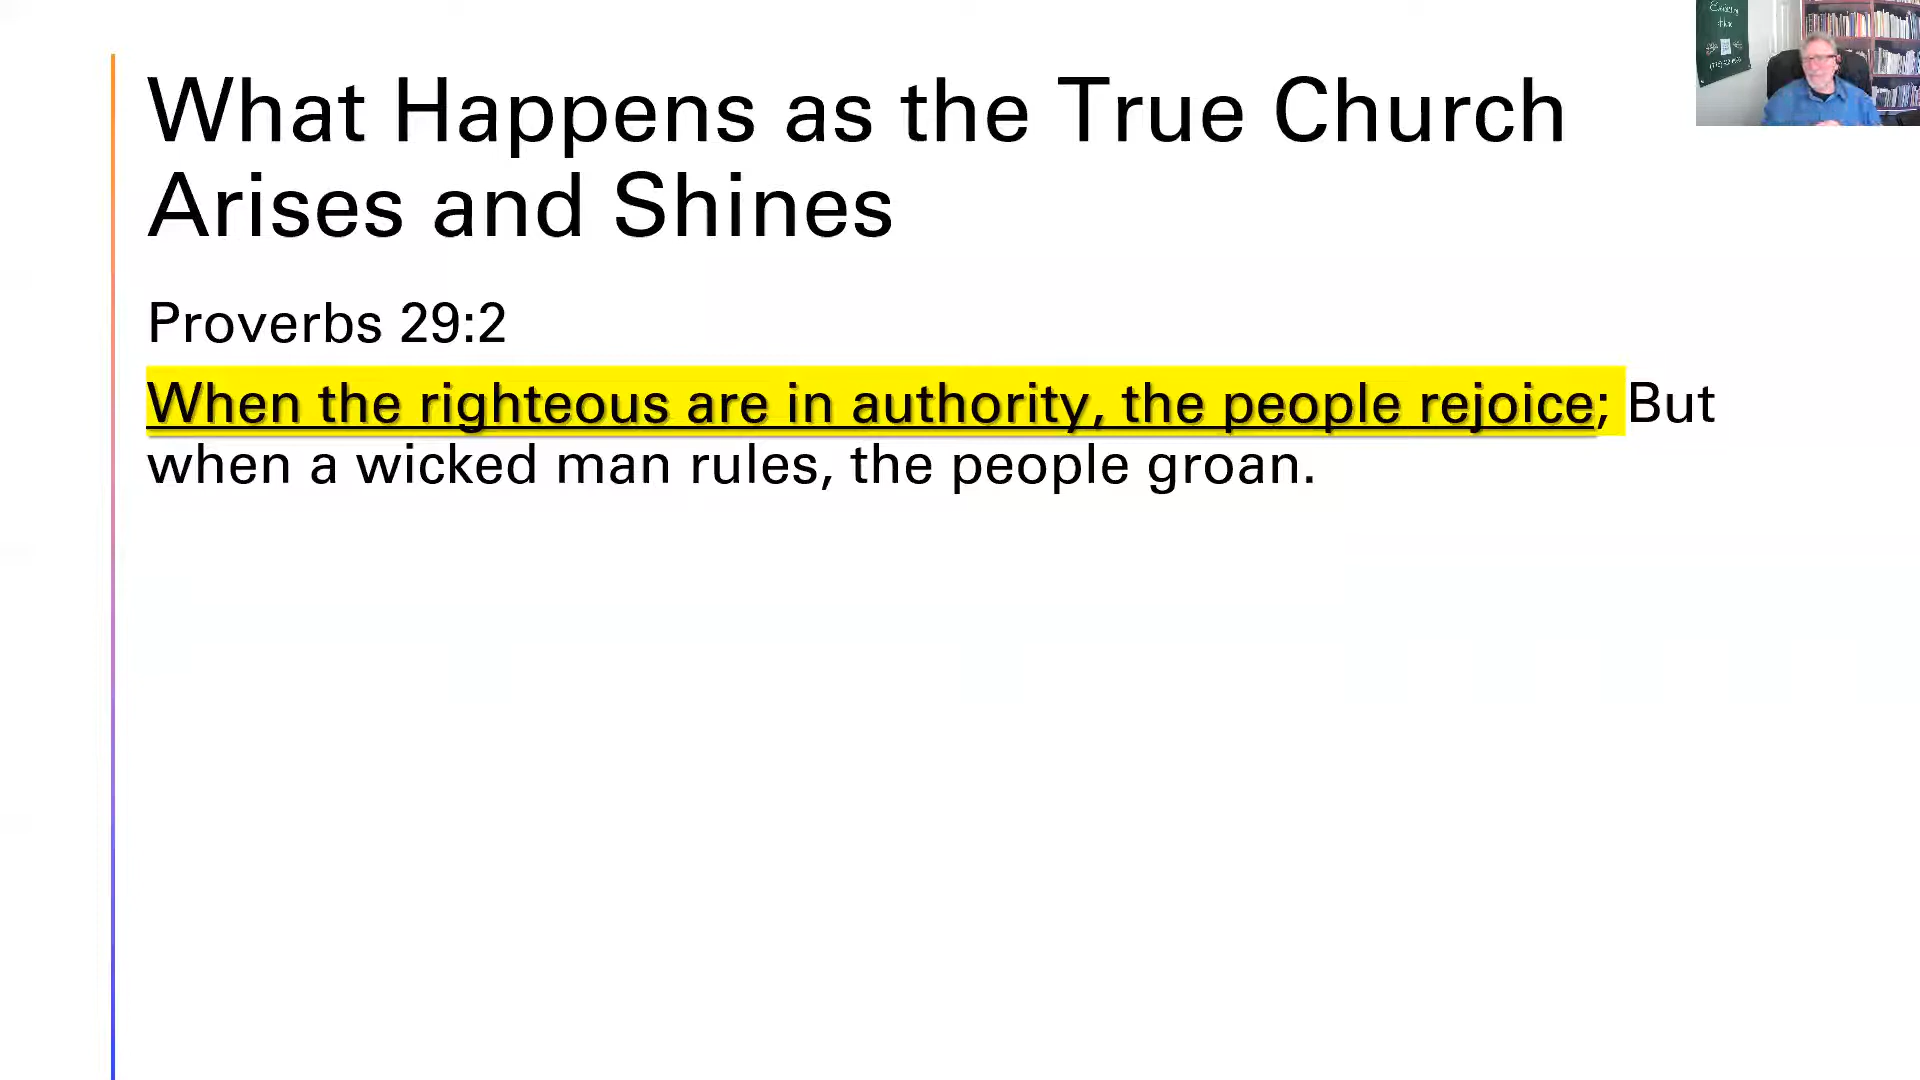 What Happens as the True Church
Arises and Shines
Proverbs 29:2
When the righteous are in authority, the people rejoice; But
when a wicked man rules, the people groan.